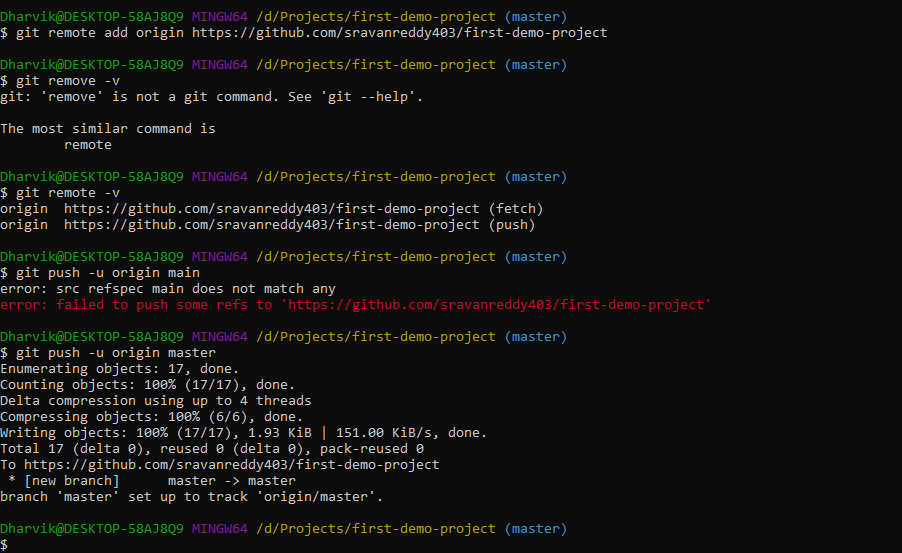 Dharvik@DESKTOP-58AJ8Q9 MINGW64 /d/Projects/first-demo-project (master)
$ git remote add origin https://github.com/sravanreddy403/first-demo-project
Dharvik@DESKTOP-58AJ8Q9 MINGW64 /d/Projects/first-demo-project (master)
$ git remove -v
git: 'remove' is not a git command. See 'git --help'.
The most similar command is
remote
Dharvik@DESKTOP-58AJ8Q9 MINGW64 /d/Projects/first-demo-project (master)
$ git remote -v
origin https://github.com/sravanreddy403/first-demo-project (fetch)
origin https://github.com/sravanreddy403/first-demo-project (push)
Dharvik@DESKTOP-58AJ8Q9 MINGW64 /d/Projects/first-demo-project (master)
$ git push -u origin main
error: src refspec main does not match any
error: failed to push some refs to 'https://github.com/sravanreddy403/first-demo-project'
Dharvik@DESKTOP-58AJ8Q9 MINGW64 /d/Projects/first-demo-project (master)
$ git push -u origin master
Enumerating objects: 17, done.
Counting objects: 100% (17/17), done.
Delta compression using up to 4 threads
Compressing objects: 100% (6/6), done.
Writing objects: 100% (17/17), 1.93 KiB | 151.00 KiB/s, done.
Total 17 (delta 0), reused 0 (delta 0), pack-reused 0
To https://github.com/sravanreddy403/first-demo-project
* [new branch] master -> master
branch 'master' set up to track 'origin/master'.
Dharvik@DESKTOP-58AJ8Q9 MINGW64 /d/Projects/first-demo-project (master)
$